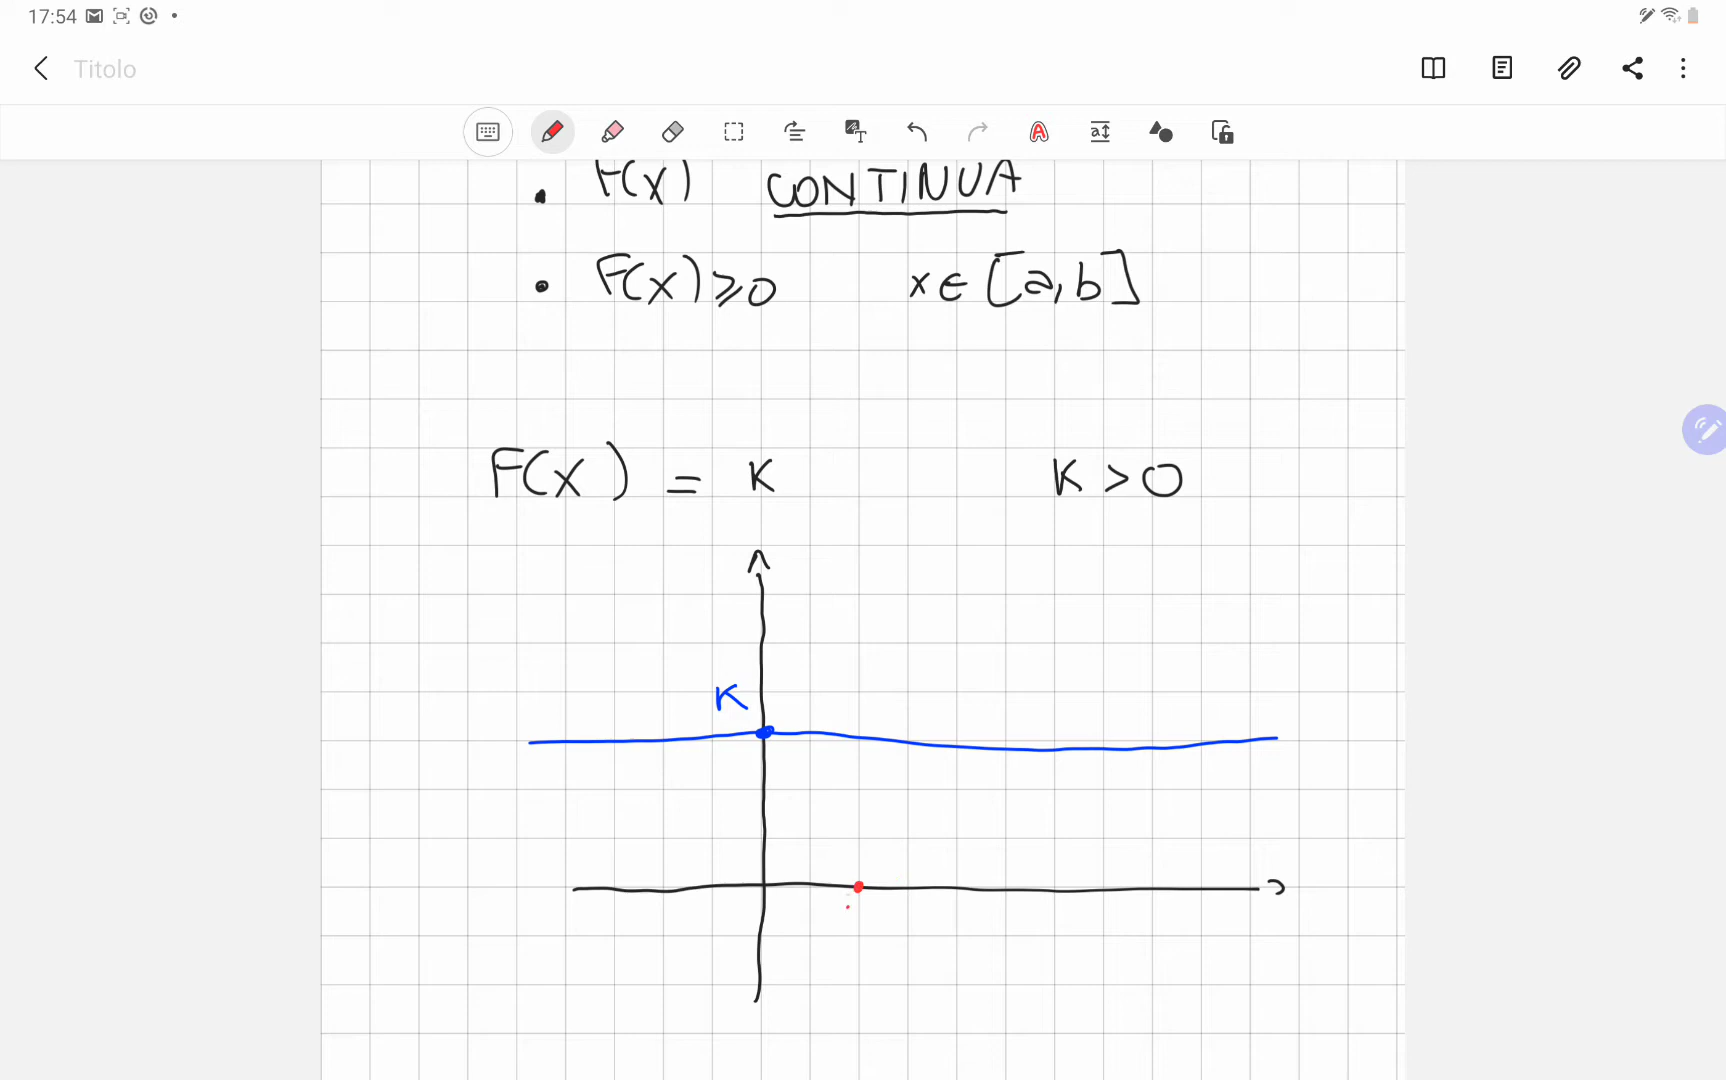 17:54
Titolo
• F(x) CONTINUA
• F(x) ⩾ 0 x ∈ [a, b]
F(x) = K K > 0
K